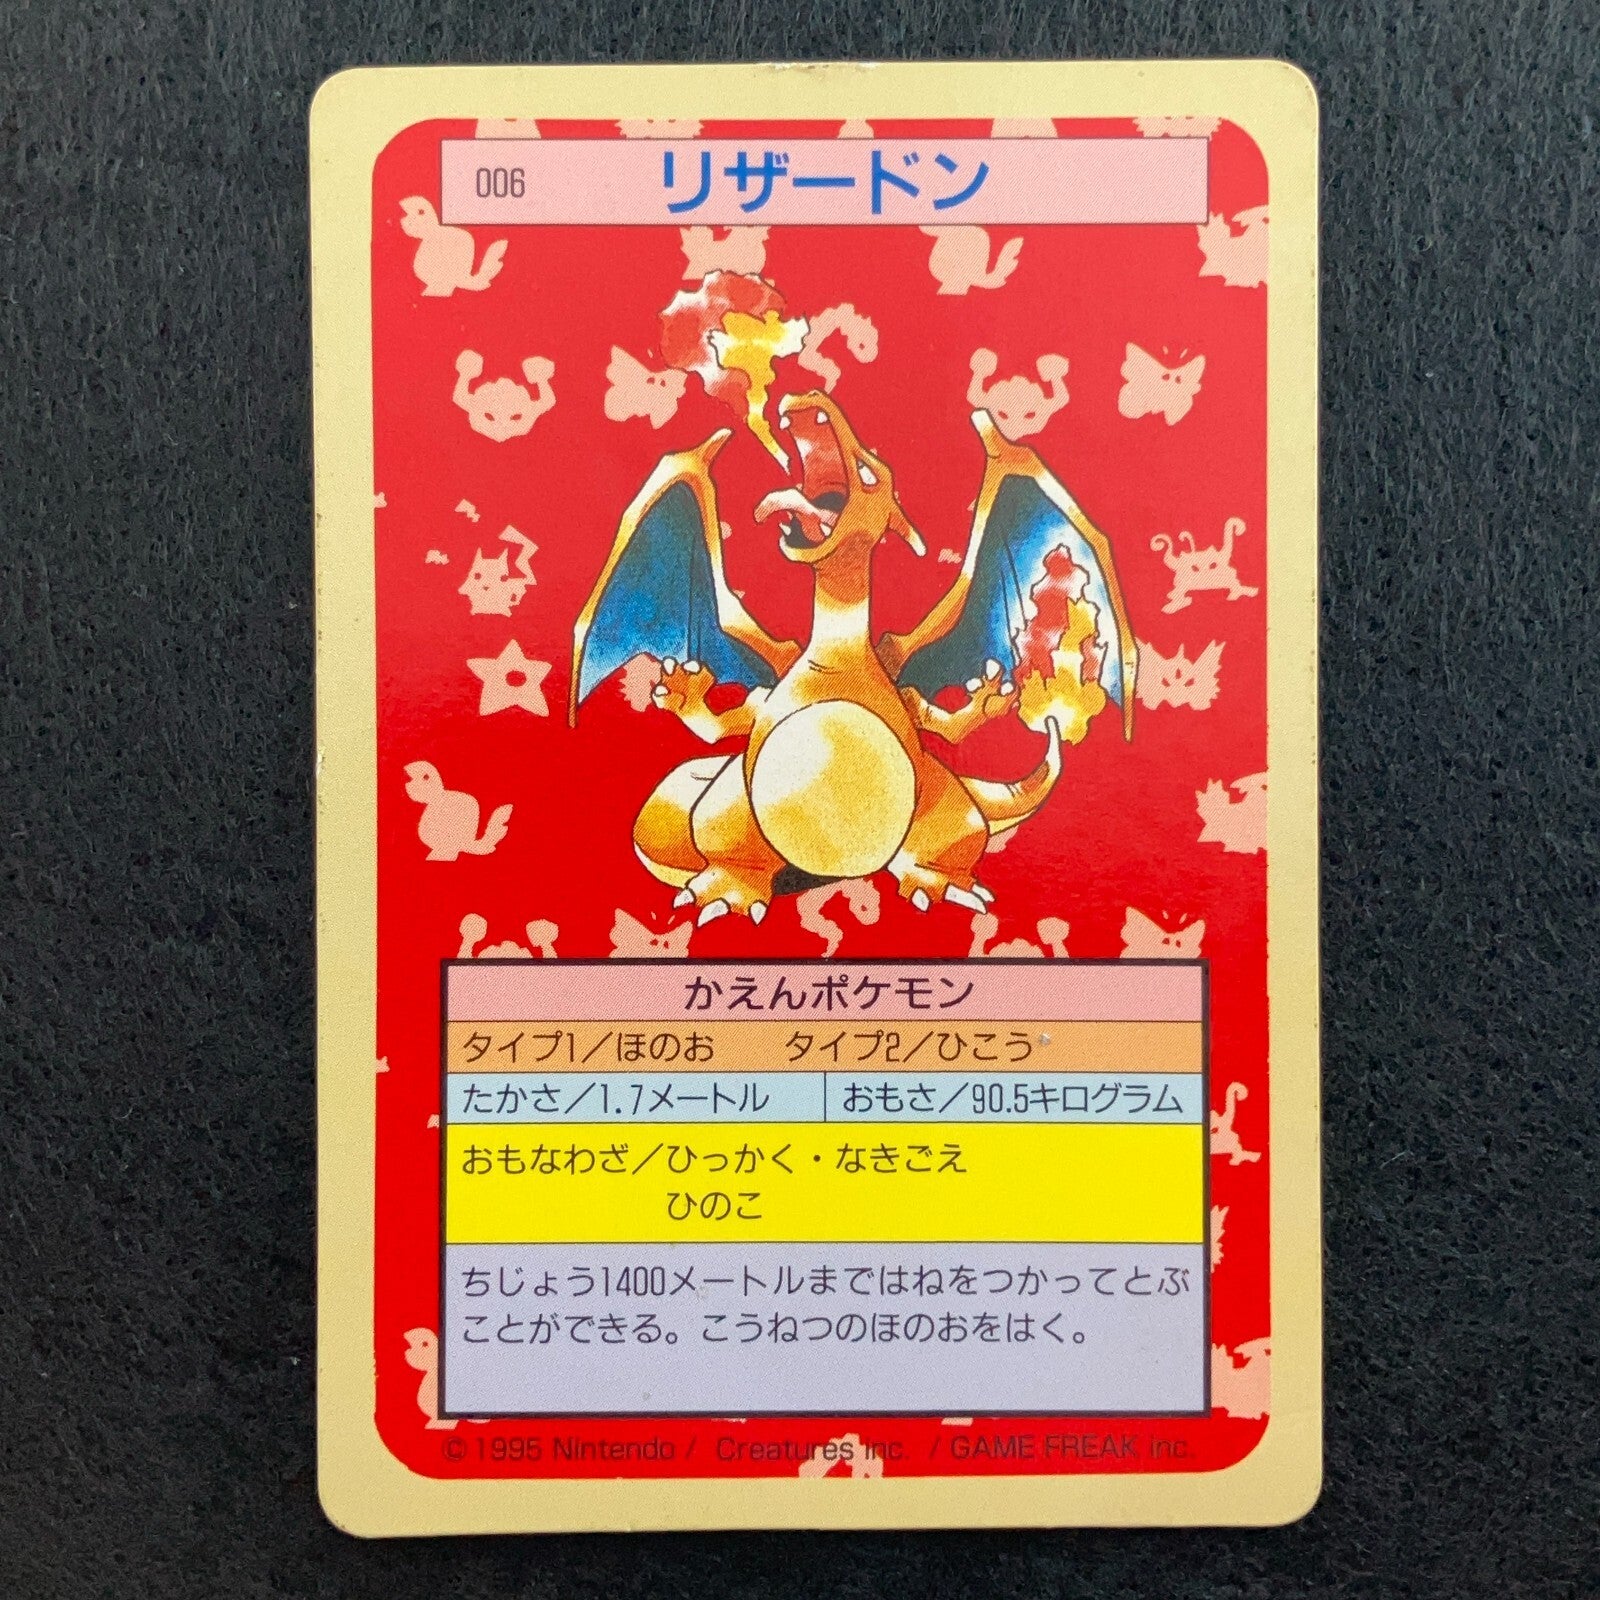 006 リザードン
かえんポケモン
タイプ1／ほのお タイプ2／ひこう
たかさ／1.7メートル おもさ／90.5キログラム
おもなわざ／ひっかく・なきごえ
ひのこ
ちじょう1400メートルまではねをつかってとぶ
ことができる。こうねつのほのおをはく。
©1995 Nintendo / Creatures inc. / GAME FREAK inc.